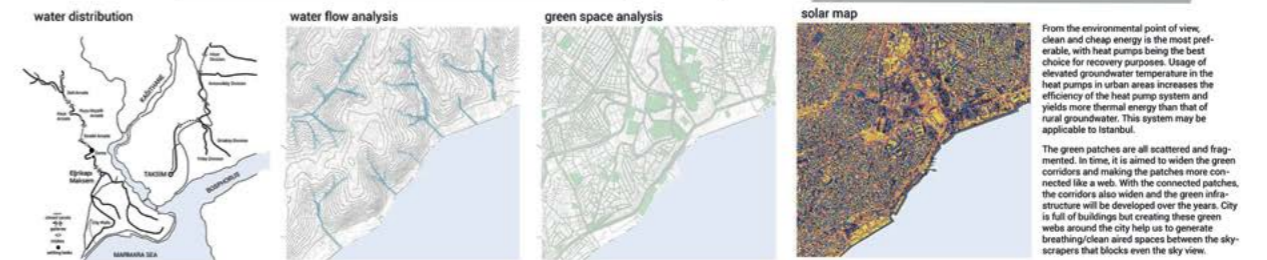 water distribution
water flow analysis
green space analysis
solar map
KAĞITHANE
TAKSİM
Eğrikapı
Maksem
BOSPHORUS
City Walls
MARMARA SEA
From the environmental point of view,
clean and cheap energy is the most pref-
erable, with heat pumps being the best
choice for recovery purposes. Usage of
elevated groundwater temperature in the
heat pumps in urban areas increases the
efficiency of the heat pump system and
yields more thermal energy than that of
rural groundwater. This system may be
applicable to Istanbul.
The green patches are all scattered and frag-
mented. In time, it is aimed to widen the green
corridors and making the patches more con-
nected like a web. With the connected patches,
the corridors also widen and the green infra-
structure will be developed over the years. City
is full of buildings but creating these green
webs around the city help us to generate
breathing/clean aired spaces between the sky-
scrapers that blocks even the sky view.